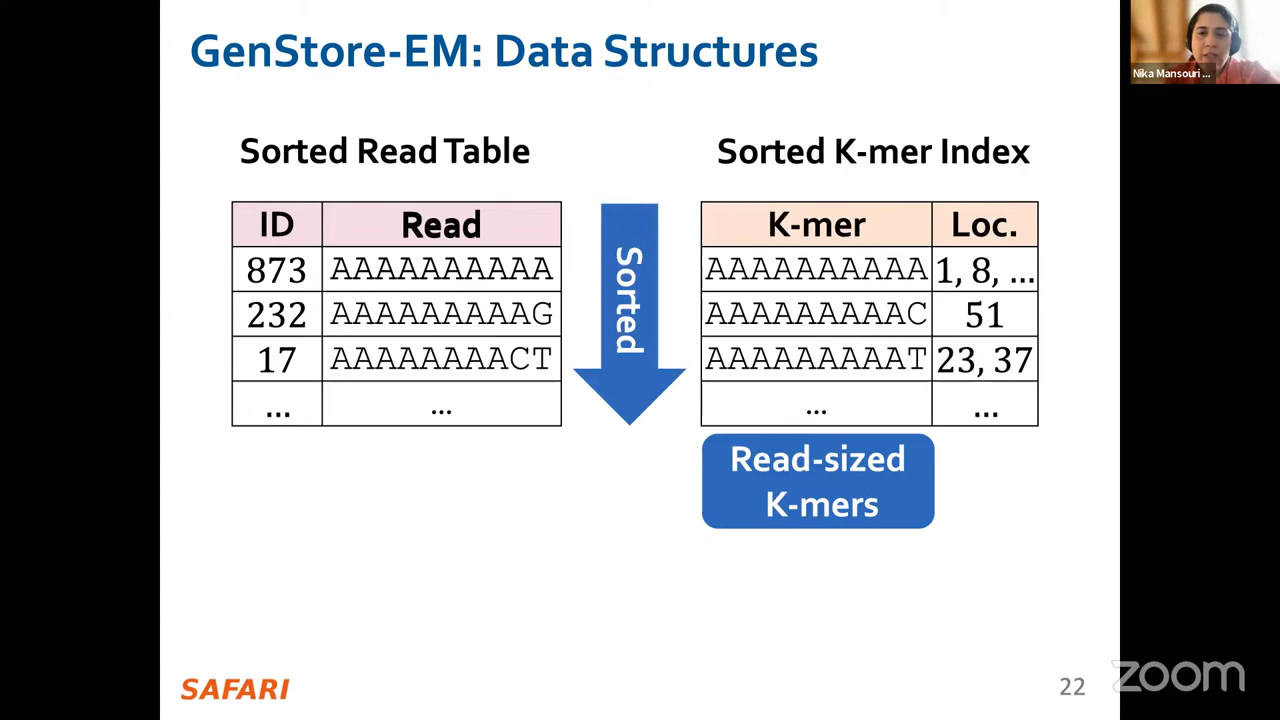 GenStore-EM: Data Structures
Nika Mansouri ...
Sorted Read Table
Sorted K-mer Index
ID Read
873 AAAAAAAAAA
232 AAAAAAAAAG
17 AAAAAAAACT
... ...
Sorted
K-mer Loc.
AAAAAAAAAA 1, 8, ...
AAAAAAAAAC 51
AAAAAAAAAT 23, 37
... ...
Read-sized
K-mers
SAFARI
22
zoom